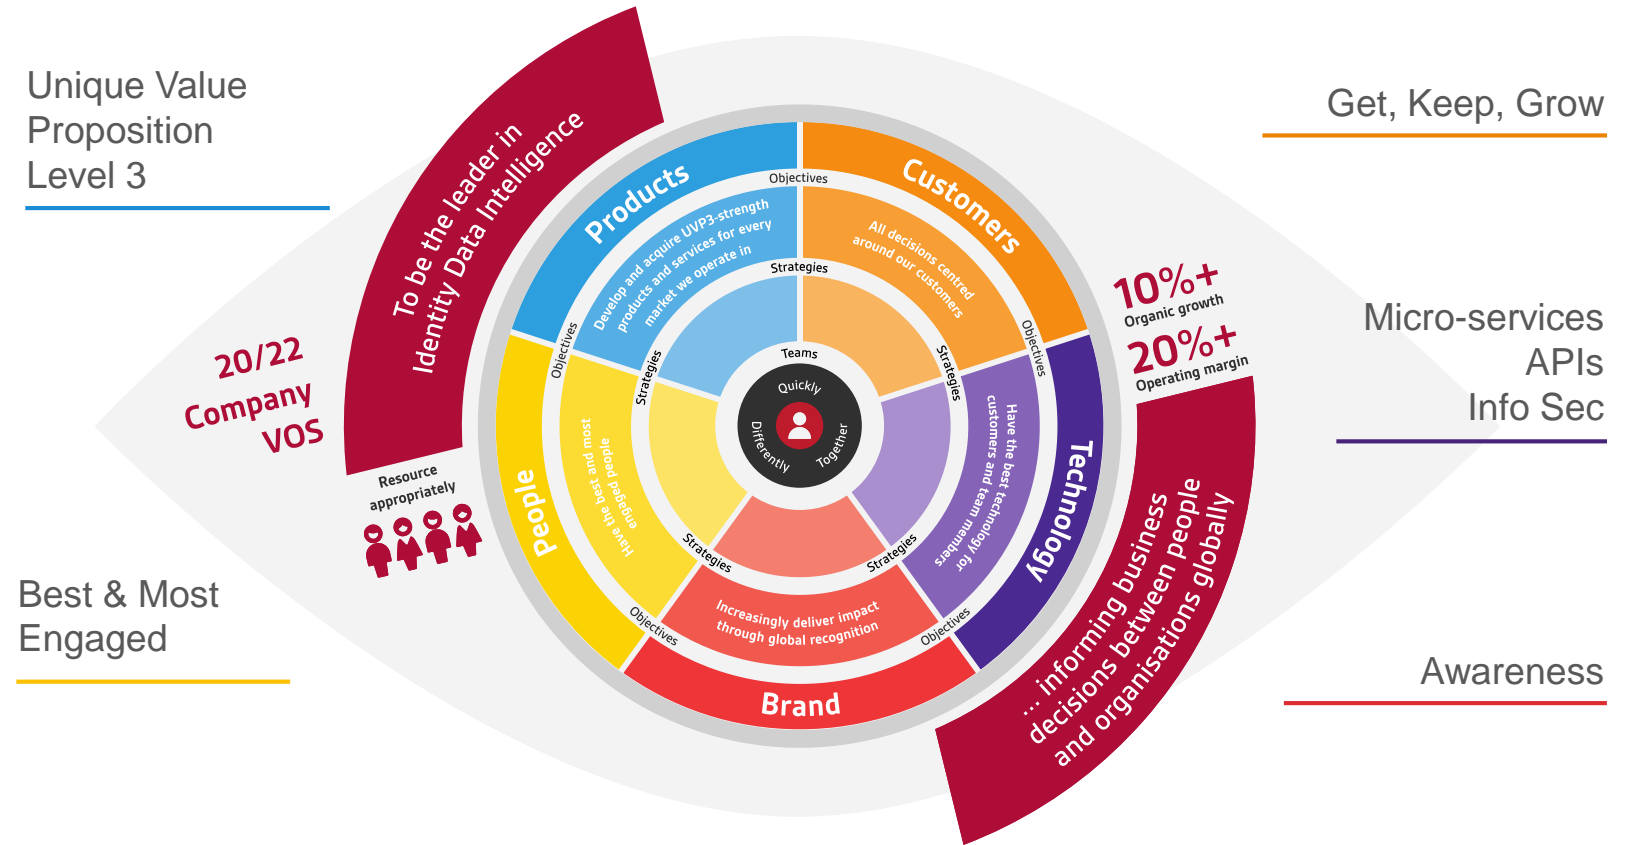 Unique Value
Proposition
Level 3
Get, Keep, Grow
To be the leader in
Identity Data Intelligence
20/22
Company
VOS
Resource
appropriately
Best & Most
Engaged
Products
Objectives
Develop and acquire UVP3-strength
products and services for every
market we operate in
Strategies
Customers
All decisions centred
around our customers
Objectives
Strategies
Objectives
Strategies
Teams
Quickly
Together
Differently
People
Have the best and most
engaged people
Strategies
Objectives
Technology
Have the best technology for
customers and team members
Strategies
Objectives
Increasingly deliver impact
through global recognition
Brand
10%+
Organic growth
20%+
Operating margin
... informing business
decisions between people
and organisations globally
Micro-services
APIs
Info Sec
Awareness